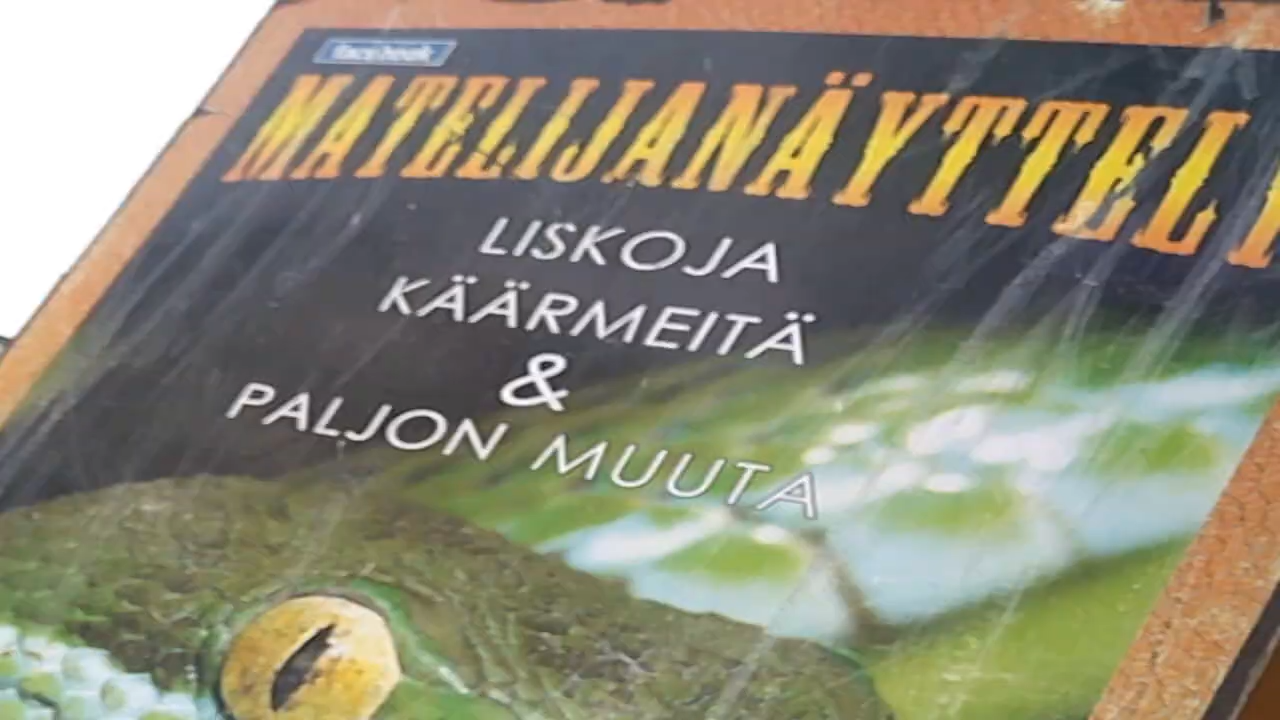 facebook
MATELIJANÄYTTELY
LISKOJA
KÄÄRMEITÄ
&
PALJON MUUTA